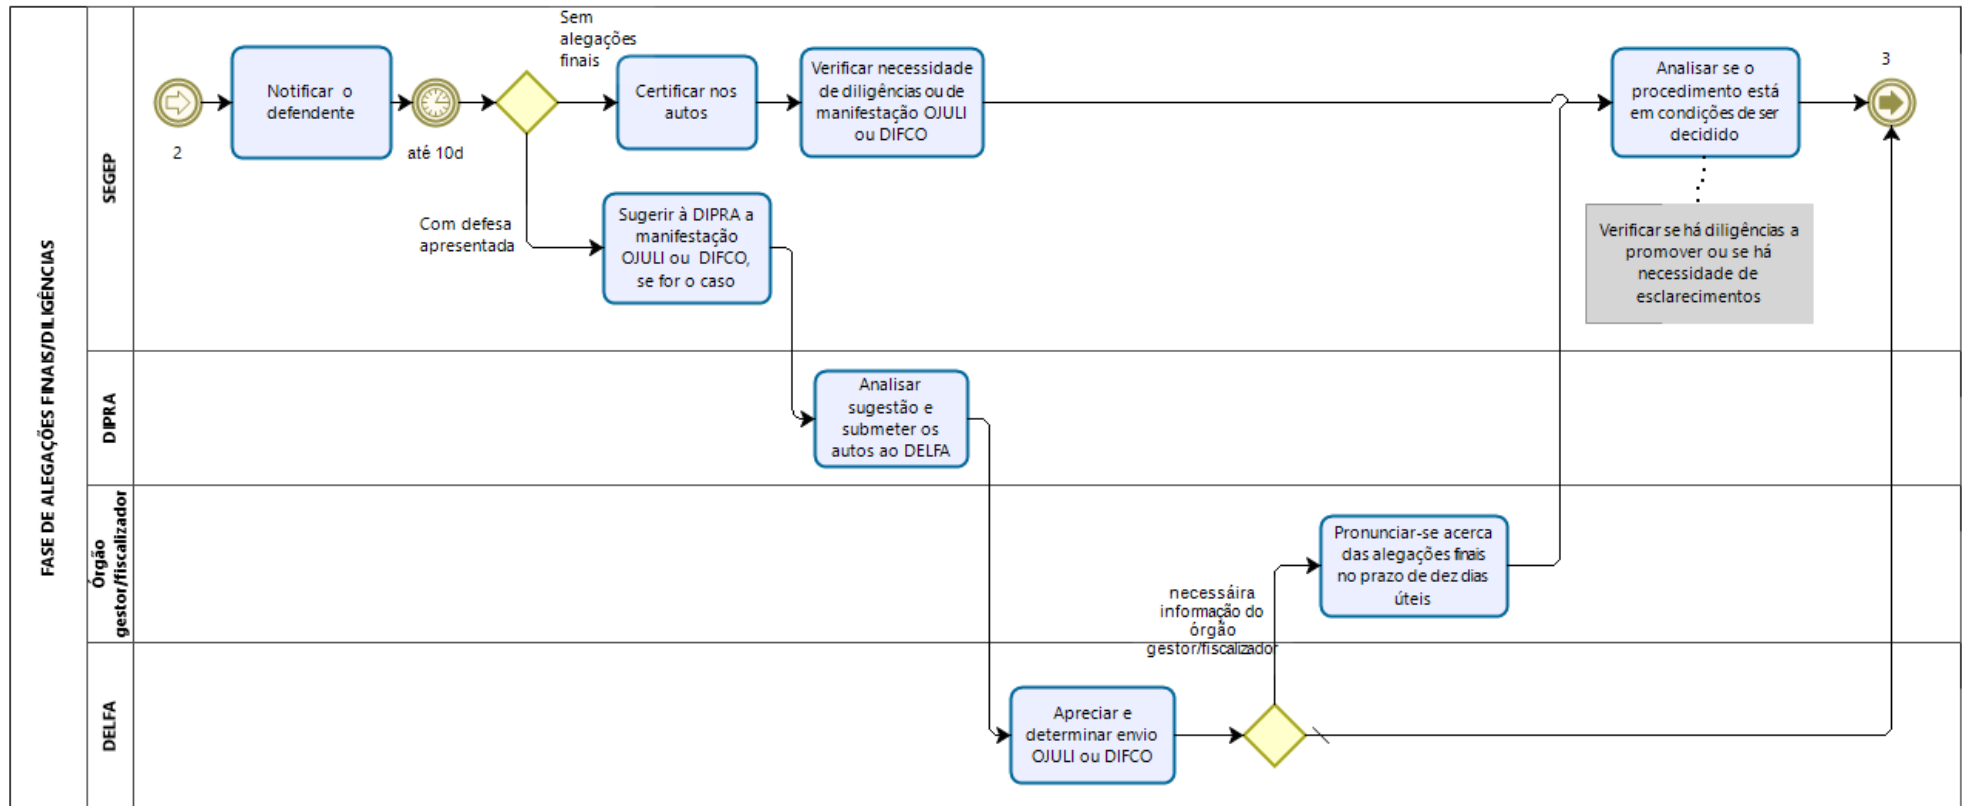 FASE DE ALEGAÇÕES FINAIS/DILIGÊNCIAS
SEGEP
2
Notificar o
defendente
até 10d
Sem
alegações
finais
Certificar nos
autos
Verificar necessidade
de diligências ou de
manifestação OJULI
ou DIFCO
Analisar se o
procedimento está
em condições de ser
decidido
3
Com defesa
apresentada
Sugerir à DIPRA a
manifestação
OJULI ou DIFCO,
se for o caso
Verificar se há diligências a
promover ou se há
necessidade de
esclarecimentos
DIPRA
Analisar
sugestão e
submeter os
autos ao DELFA
Órgão
gestor/fiscalizador
Pronunciar-se acerca
das alegações finais
no prazo de dez dias
úteis
necessáira
informação do
órgão
gestor/fiscalizador
DELFA
Apreciar e
determinar envio
OJULI ou DIFCO